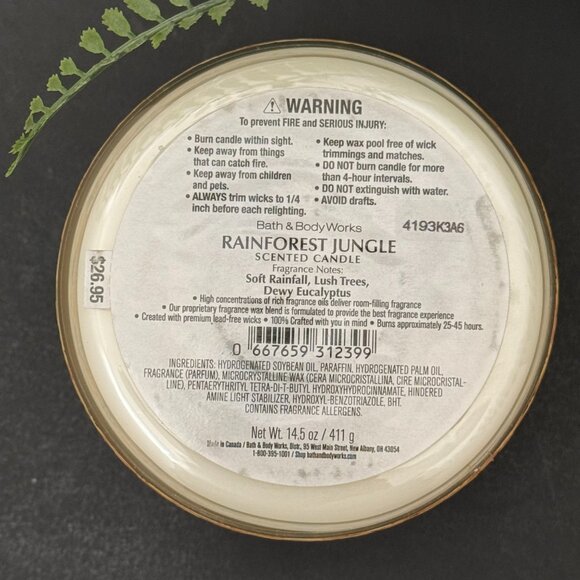 ⚠ WARNING
To prevent FIRE and SERIOUS INJURY:
• Burn candle within sight.
• Keep away from things
that can catch fire.
• Keep away from children
and pets.
• ALWAYS trim wicks to 1/4
inch before each relighting.
• Keep wax pool free of wick
trimmings and matches.
• DO NOT burn candle for more
than 4-hour intervals.
• DO NOT extinguish with water.
• AVOID drafts.
Bath & Body Works
4193K3A6
RAINFOREST JUNGLE
SCENTED CANDLE
Fragrance Notes:
Soft Rainfall, Lush Trees,
Dewy Eucalyptus
• High concentrations of rich fragrance oils deliver room-filling fragrance
• Our proprietary fragrance wax blend is formulated to provide the best fragrance experience
• Created with premium lead-free wicks • 100% Crafted with you in mind • Burns approximately 25-45 hours.
$26.95
0 667659 312399
INGREDIENTS: HYDROGENATED SOYBEAN OIL, PARAFFIN, HYDROGENATED PALM OIL,
FRAGRANCE (PARFUM), MICROCRYSTALLINE WAX (CERA MICROCRISTALLINA, CIRE MICROCRISTAL-
LINE), PENTAERYTHRITYL TETRA-DI-T-BUTYL HYDROXYHYDROCINNAMATE, HINDERED
AMINE LIGHT STABILIZER, HYDROXYL-BENZOTRIAZOLE, BHT.
CONTAINS FRAGRANCE ALLERGENS.
Net Wt. 14.5 oz / 411 g
Made in Canada / Bath & Body Works, Distr., 95 West Main Street, New Albany, OH 43054
1-800-395-1001 / Shop bathandbodyworks.com